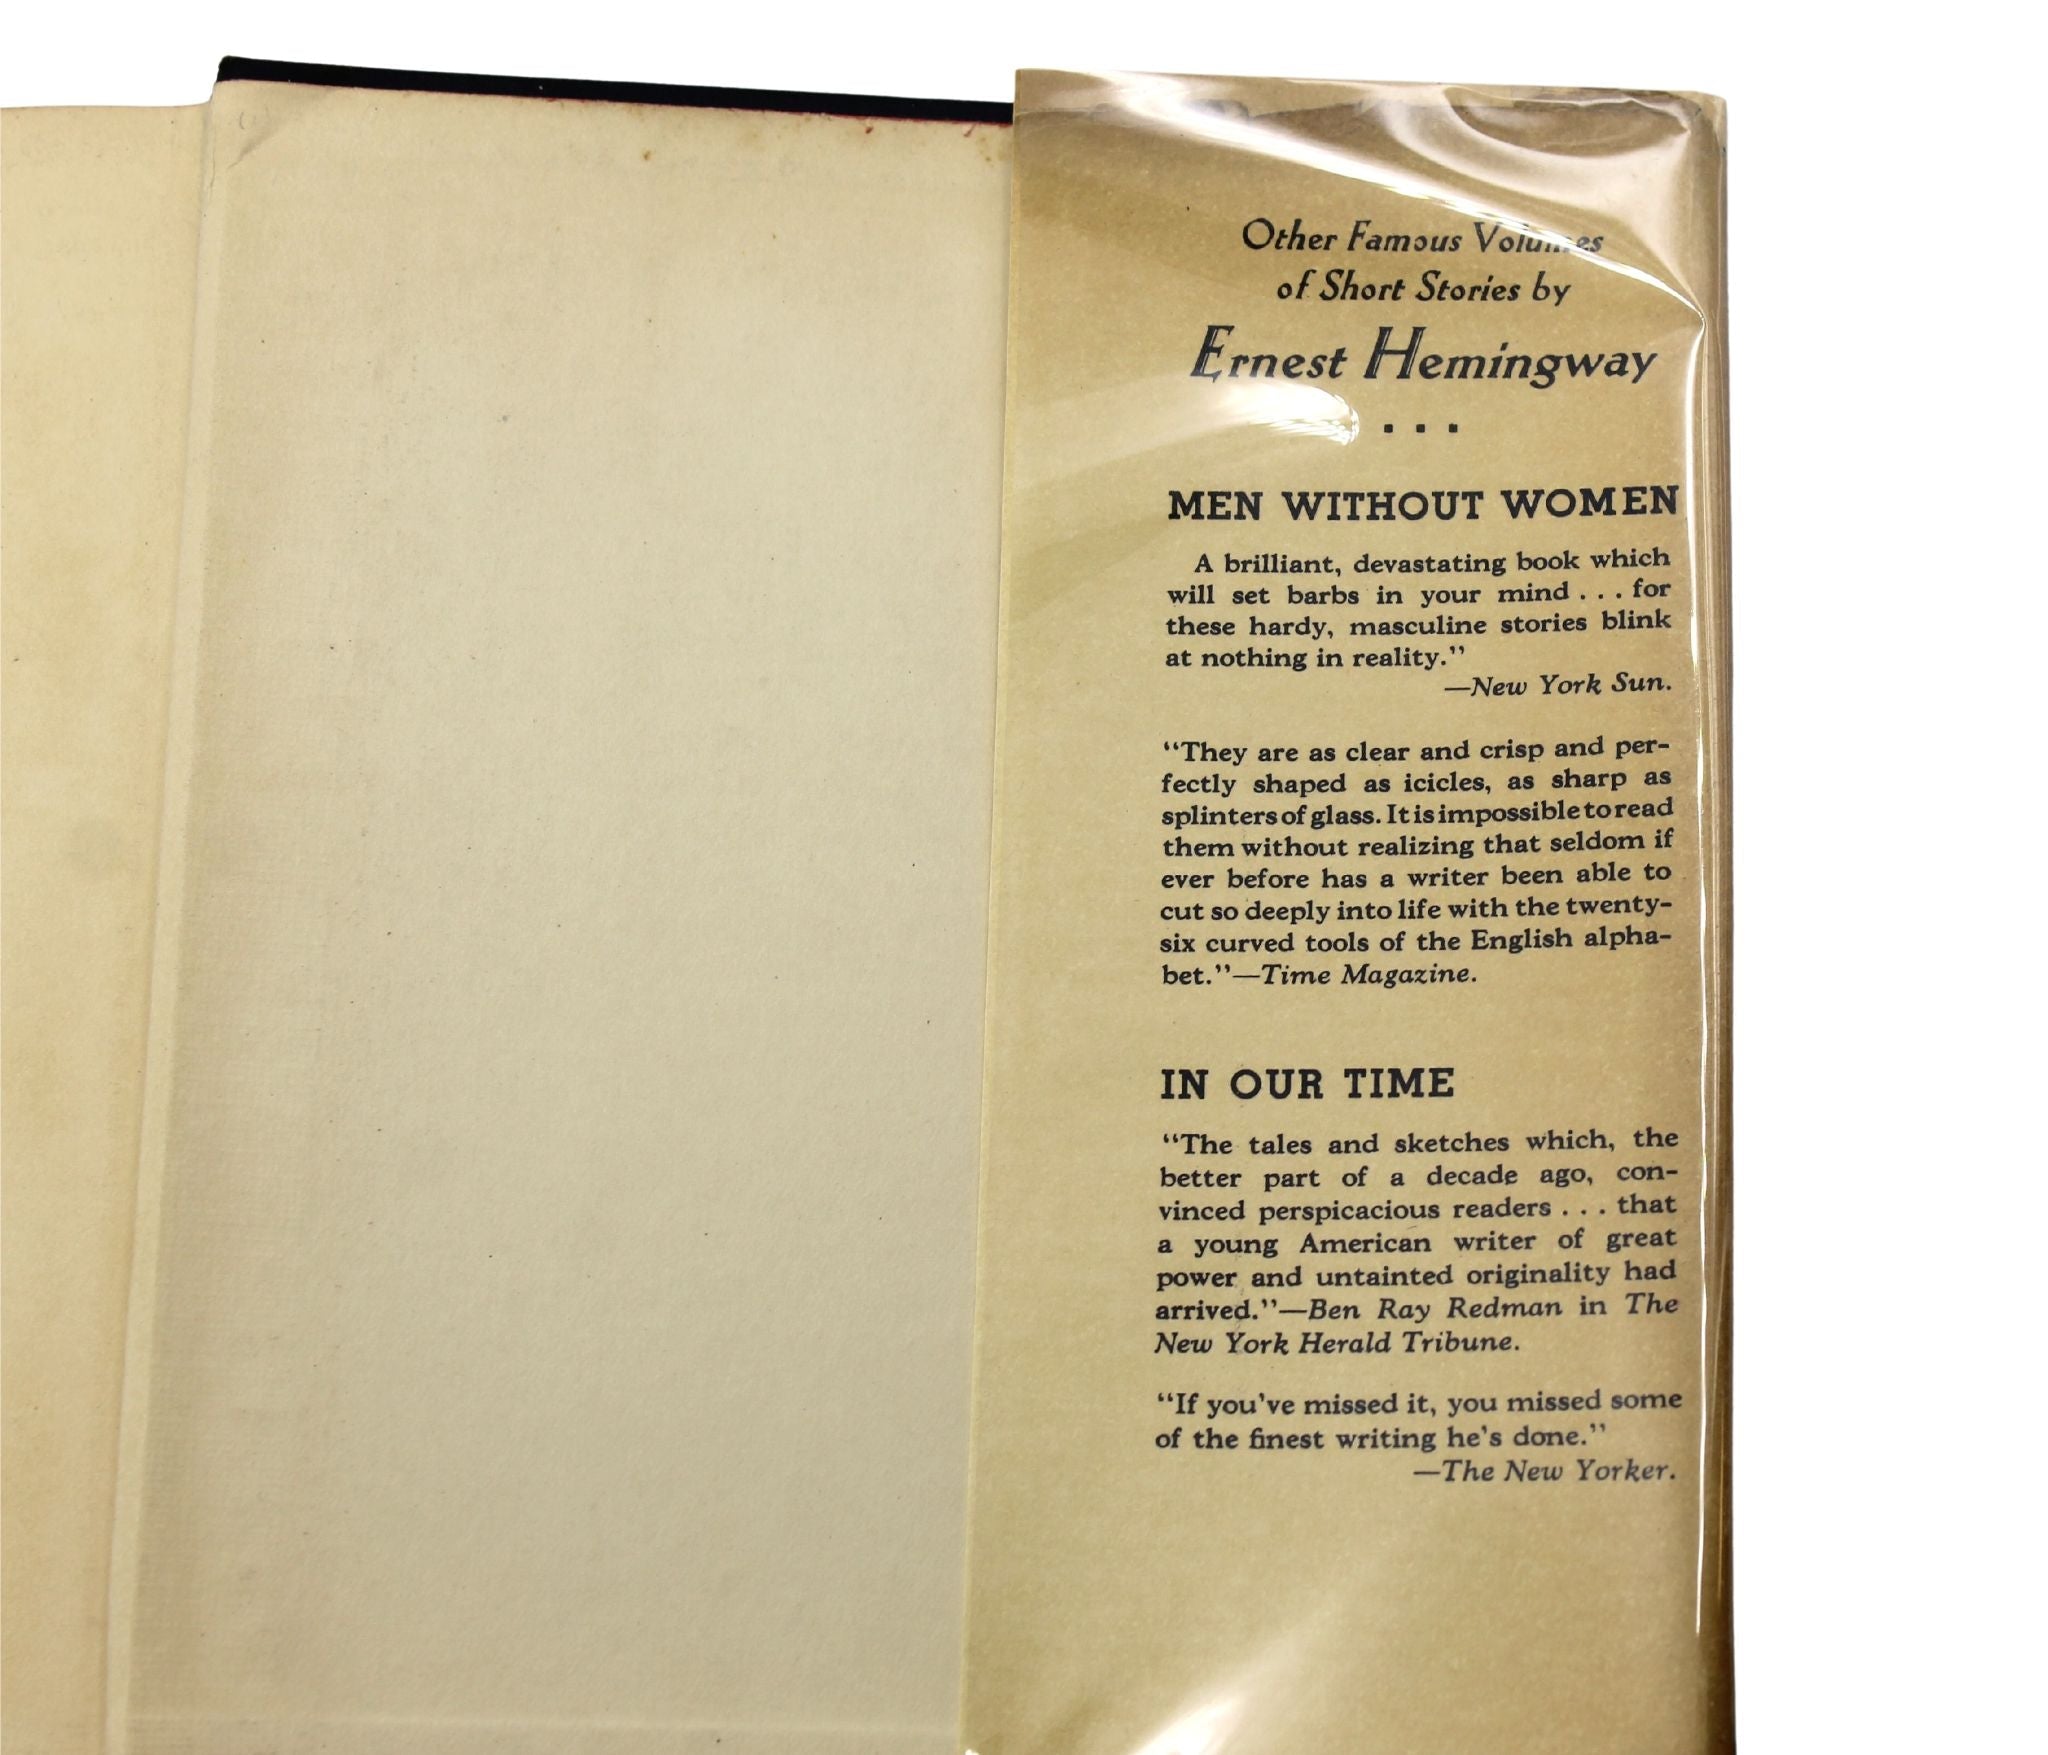 Other Famous Volumes
of Short Stories by
Ernest Hemingway
. . .
MEN WITHOUT WOMEN
A brilliant, devastating book which
will set barbs in your mind . . . for
these hardy, masculine stories blink
at nothing in reality.”
—New York Sun.
“They are as clear and crisp and per-
fectly shaped as icicles, as sharp as
splinters of glass. It is impossible to read
them without realizing that seldom if
ever before has a writer been able to
cut so deeply into life with the twenty-
six curved tools of the English alpha-
bet.”—Time Magazine.
IN OUR TIME
“The tales and sketches which, the
better part of a decade ago, con-
vinced perspicacious readers . . . that
a young American writer of great
power and untainted originality had
arrived.”—Ben Ray Redman in The
New York Herald Tribune.
“If you’ve missed it, you missed some
of the finest writing he’s done.”
—The New Yorker.